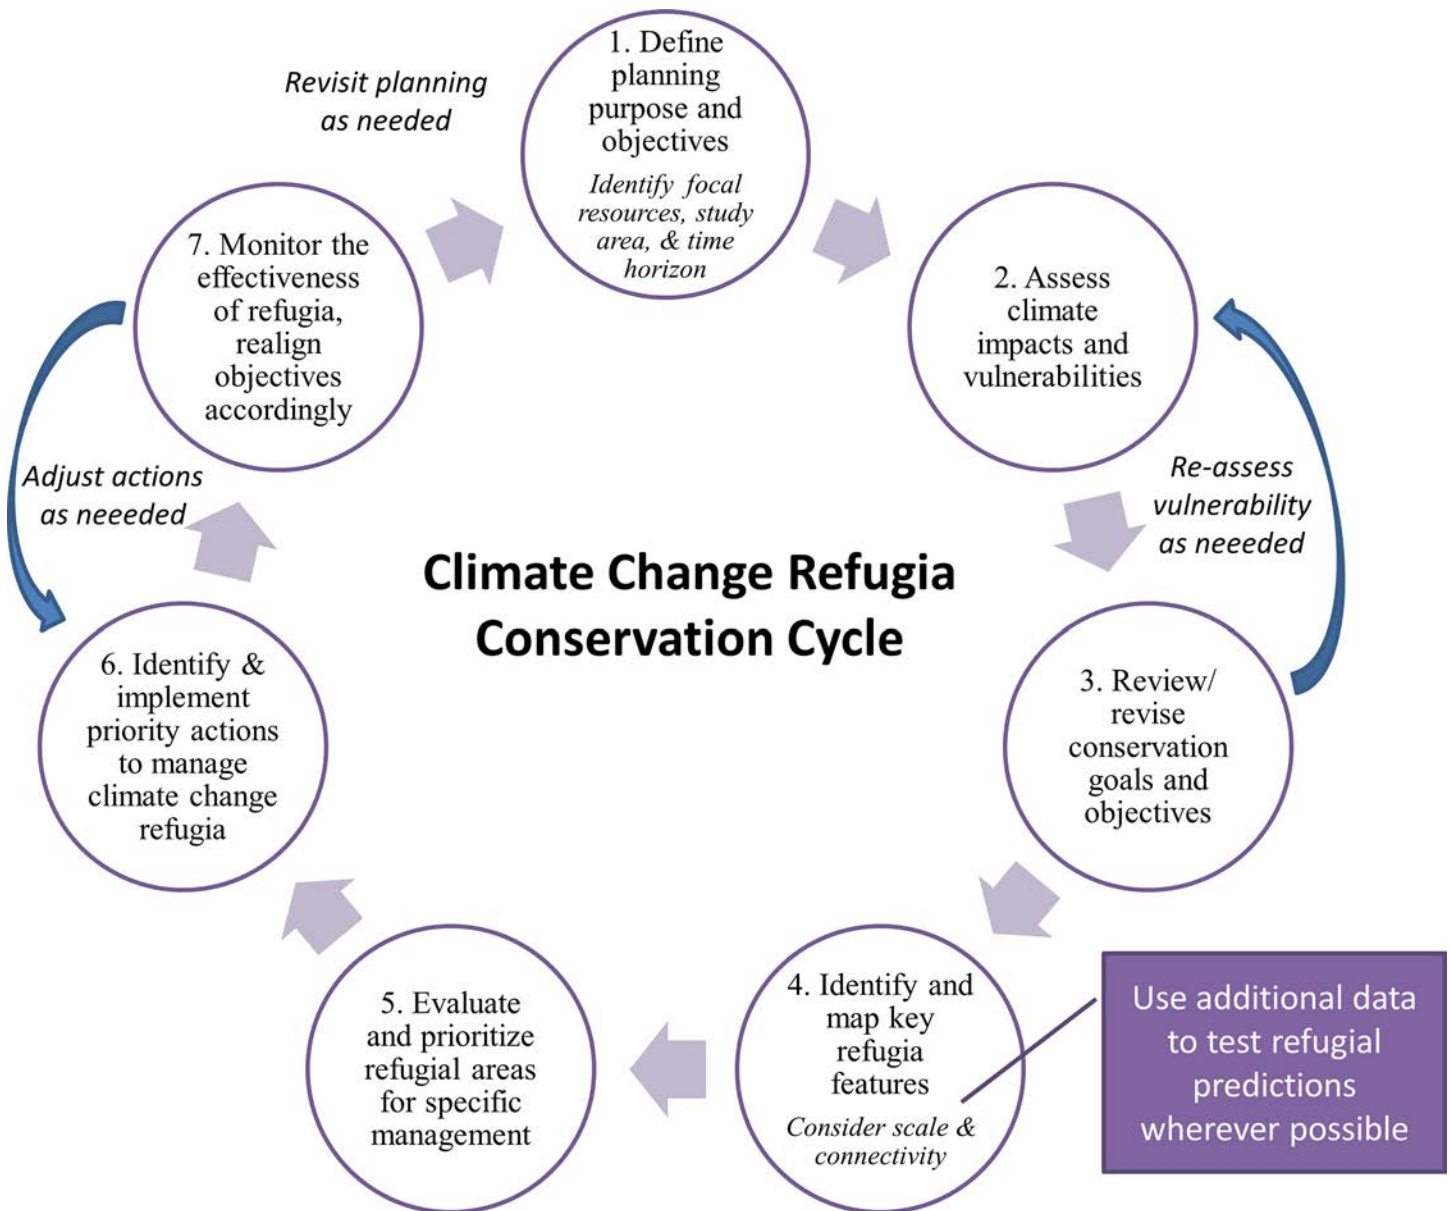 1. Define
planning
purpose and
objectives
Identify focal
resources, study
area, & time
horizon
Revisit planning
as needed
2. Assess
climate
impacts and
vulnerabilities
Re-assess
vulnerability
as neeeded
3. Review/
revise
conservation
goals and
objectives
4. Identify and
map key
refugia
features
Consider scale &
connectivity
Use additional data
to test refugial
predictions
wherever possible
5. Evaluate
and prioritize
refugial areas
for specific
management
6. Identify &
implement
priority actions
to manage
climate change
refugia
Adjust actions
as neeeded
7. Monitor the
effectiveness
of refugia,
realign
objectives
accordingly
Climate Change Refugia
Conservation Cycle